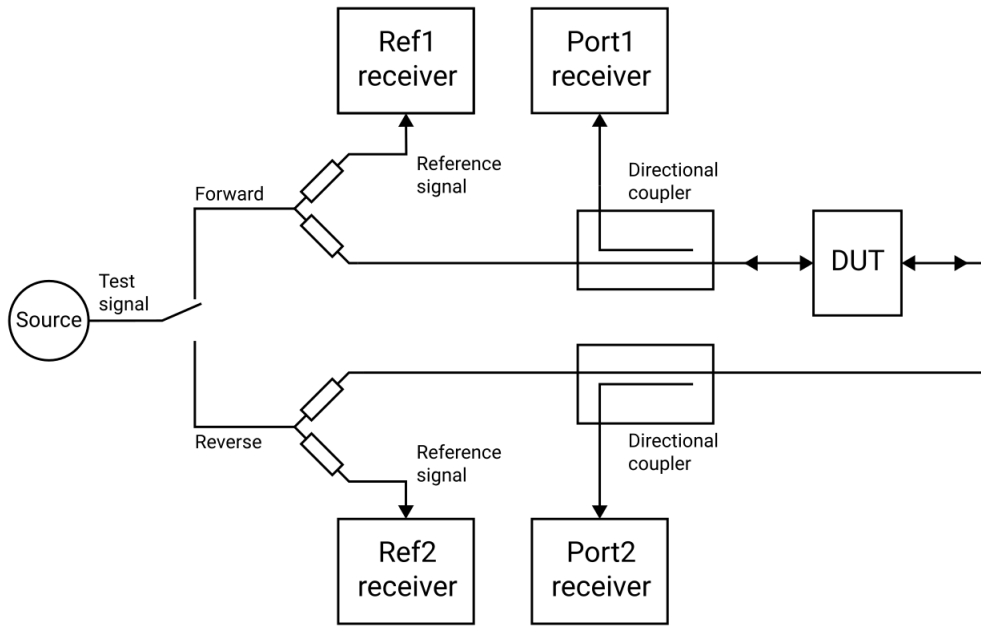 Ref1
receiver
Port1
receiver
Reference
signal
Directional
coupler
Forward
DUT
Test
signal
Source
Reverse
Reference
signal
Directional
coupler
Ref2
receiver
Port2
receiver